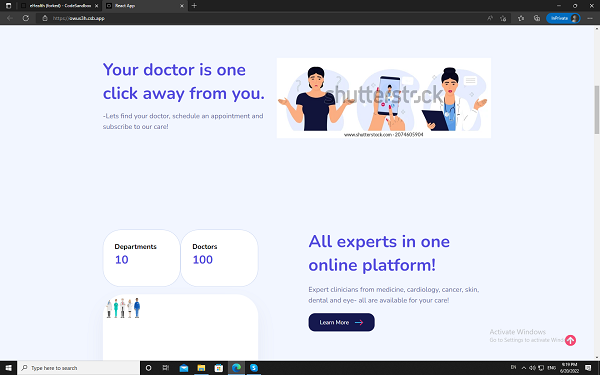 eHealth (forked) - CodeSandbox
React App
https://owus3h.csb.app
InPrivate
Your doctor is one
click away from you.
-Lets find your doctor, schedule an appointment and
subscribe to our care!
shutterstock
www.shutterstock.com · 2074605904
Departments
10
Doctors
100
All experts in one
online platform!
Expert clinicians from medicine, cardiology, cancer, skin,
dental and eye- all are available for your care!
Learn More
Activate Windows
Go to Settings to activate Windows
Type here to search
ENG
9:19 PM
6/20/2022